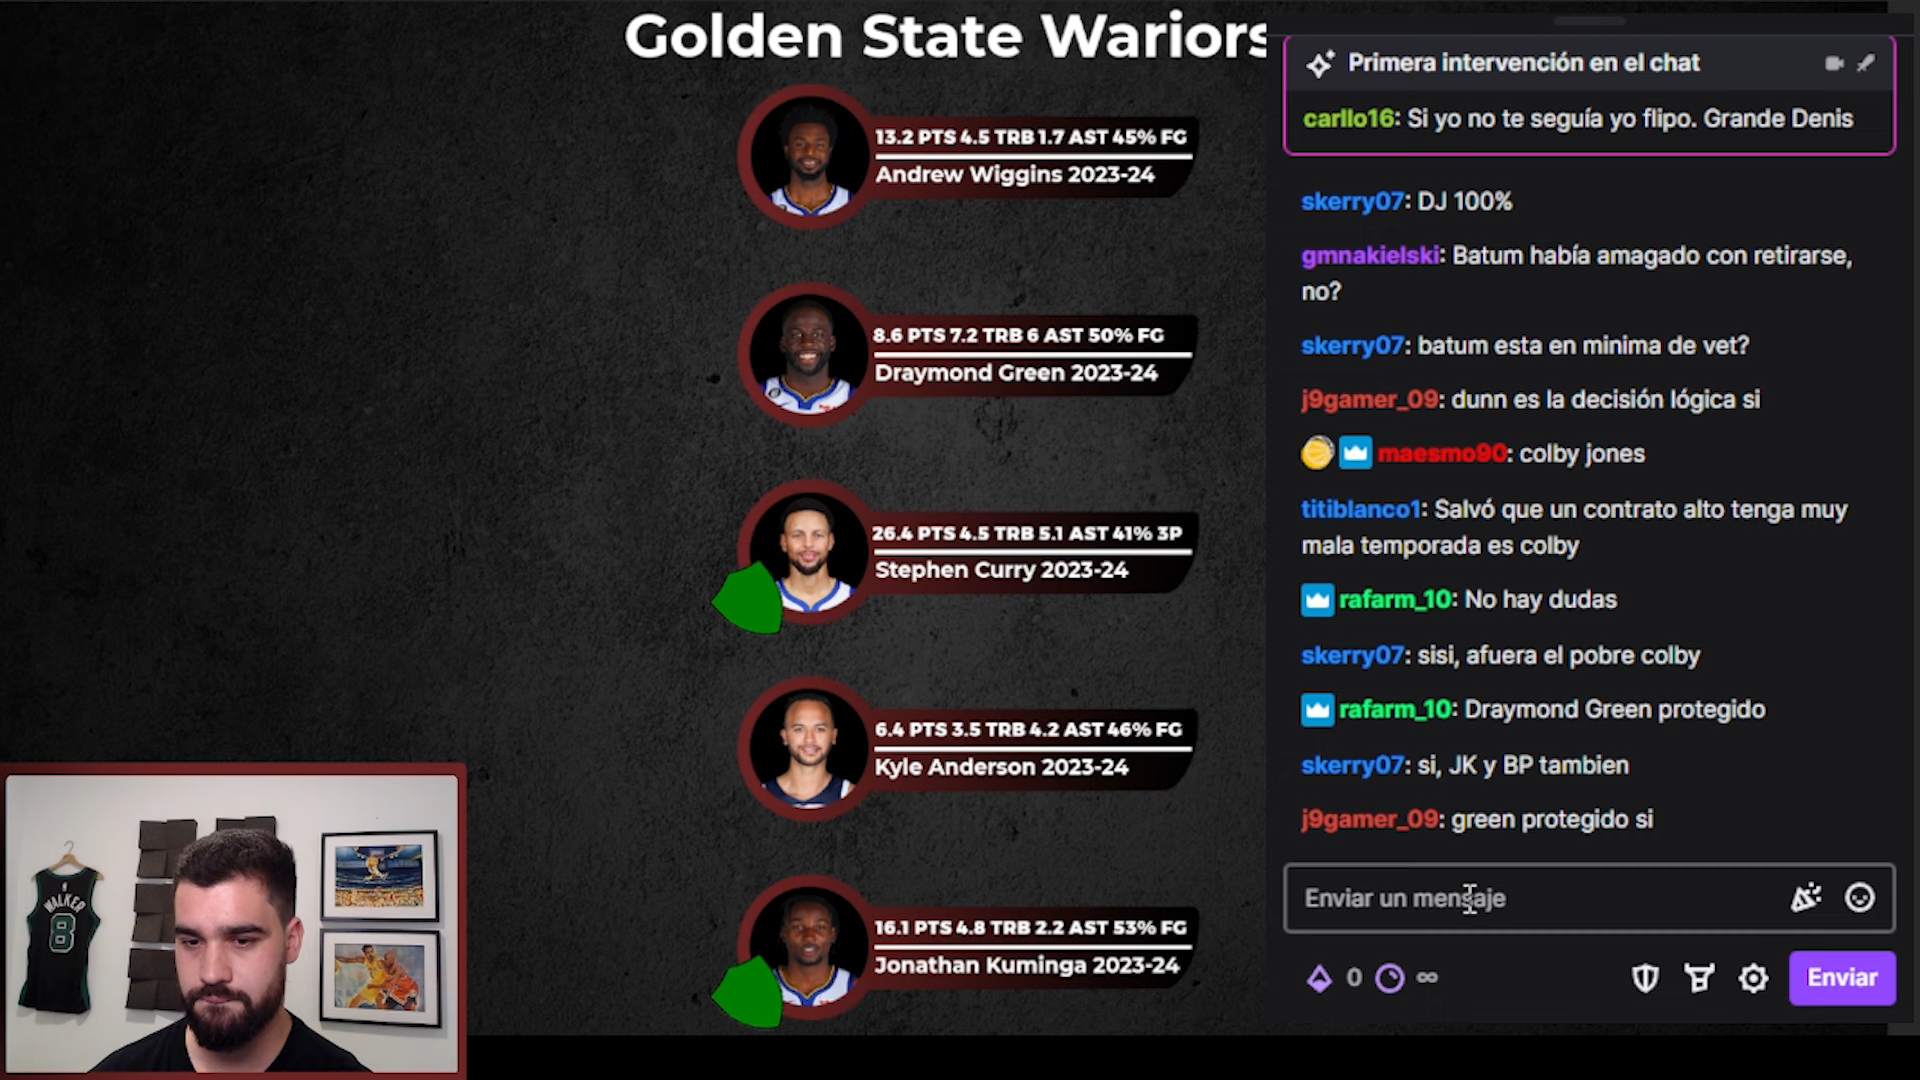 Golden State Wariors
13.2 PTS 4.5 TRB 1.7 AST 45% FG
Andrew Wiggins 2023-24
8.6 PTS 7.2 TRB 6 AST 50% FG
Draymond Green 2023-24
26.4 PTS 4.5 TRB 5.1 AST 41% 3P
Stephen Curry 2023-24
6.4 PTS 3.5 TRB 4.2 AST 46% FG
Kyle Anderson 2023-24
16.1 PTS 4.8 TRB 2.2 AST 53% FG
Jonathan Kuminga 2023-24
WALKER
8
Primera intervención en el chat
carllo16: Si yo no te seguía yo flipo. Grande Denis
skerry07: DJ 100%
gmnakielski: Batum había amagado con retirarse,
no?
skerry07: batum esta en minima de vet?
j9gamer_09: dunn es la decisión lógica si
maesmo90: colby jones
titiblanco1: Salvó que un contrato alto tenga muy
mala temporada es colby
rafarm_10: No hay dudas
skerry07: sisi, afuera el pobre colby
rafarm_10: Draymond Green protegido
skerry07: si, JK y BP tambien
j9gamer_09: green protegido si
Enviar un mensaje
0 ∞
Enviar